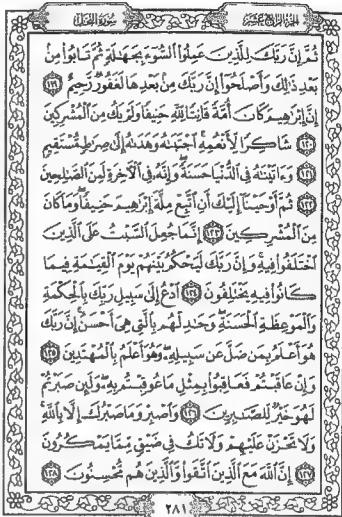 الجزء الرابع عشر
سورة النحل
ثُمَّ إِنَّ رَبَّكَ لِلَّذِينَ عَمِلُوا السُّوءَ بِجَهَالَةٍ ثُمَّ تَابُوا مِنْ
بَعْدِ ذَٰلِكَ وَأَصْلَحُوا إِنَّ رَبَّكَ مِنْ بَعْدِهَا لَغَفُورٌ رَحِيمٌ ١١٩
إِنَّ إِبْرَٰهِيمَ كَانَ أُمَّةً قَانِتًا لِلَّهِ حَنِيفًا وَلَمْ يَكُ مِنَ الْمُشْرِكِينَ
١٢٠ شَاكِرًا لِأَنْعُمِهِ اجْتَبَىٰهُ وَهَدَىٰهُ إِلَىٰ صِرَٰطٍ مُسْتَقِيمٍ
١٢١ وَءَاتَيْنَٰهُ فِي الدُّنْيَا حَسَنَةً وَإِنَّهُ فِي الْءَاخِرَةِ لَمِنَ الصَّٰلِحِينَ
١٢٢ ثُمَّ أَوْحَيْنَا إِلَيْكَ أَنِ اتَّبِعْ مِلَّةَ إِبْرَٰهِيمَ حَنِيفًا وَمَا كَانَ
مِنَ الْمُشْرِكِينَ ١٢٣ إِنَّمَا جُعِلَ السَّبْتُ عَلَى الَّذِينَ
اخْتَلَفُوا فِيهِ وَإِنَّ رَبَّكَ لَيَحْكُمُ بَيْنَهُمْ يَوْمَ الْقِيَٰمَةِ فِيمَا
كَانُوا فِيهِ يَخْتَلِفُونَ ١٢٤ ادْعُ إِلَىٰ سَبِيلِ رَبِّكَ بِالْحِكْمَةِ
وَالْمَوْعِظَةِ الْحَسَنَةِ وَجَٰدِلْهُمْ بِالَّتِي هِيَ أَحْسَنُ إِنَّ رَبَّكَ
هُوَ أَعْلَمُ بِمَنْ ضَلَّ عَنْ سَبِيلِهِ وَهُوَ أَعْلَمُ بِالْمُهْتَدِينَ ١٢٥
وَإِنْ عَاقَبْتُمْ فَعَاقِبُوا بِمِثْلِ مَا عُوقِبْتُمْ بِهِ وَلَئِنْ صَبَرْتُمْ
لَهُوَ خَيْرٌ لِلصَّٰبِرِينَ ١٢٦ وَاصْبِرْ وَمَا صَبْرُكَ إِلَّا بِاللَّهِ
وَلَا تَحْزَنْ عَلَيْهِمْ وَلَا تَكُ فِي ضَيْقٍ مِمَّا يَمْكُرُونَ
١٢٧ إِنَّ اللَّهَ مَعَ الَّذِينَ اتَّقَوْا وَالَّذِينَ هُمْ مُحْسِنُونَ ١٢٨
٢٨١